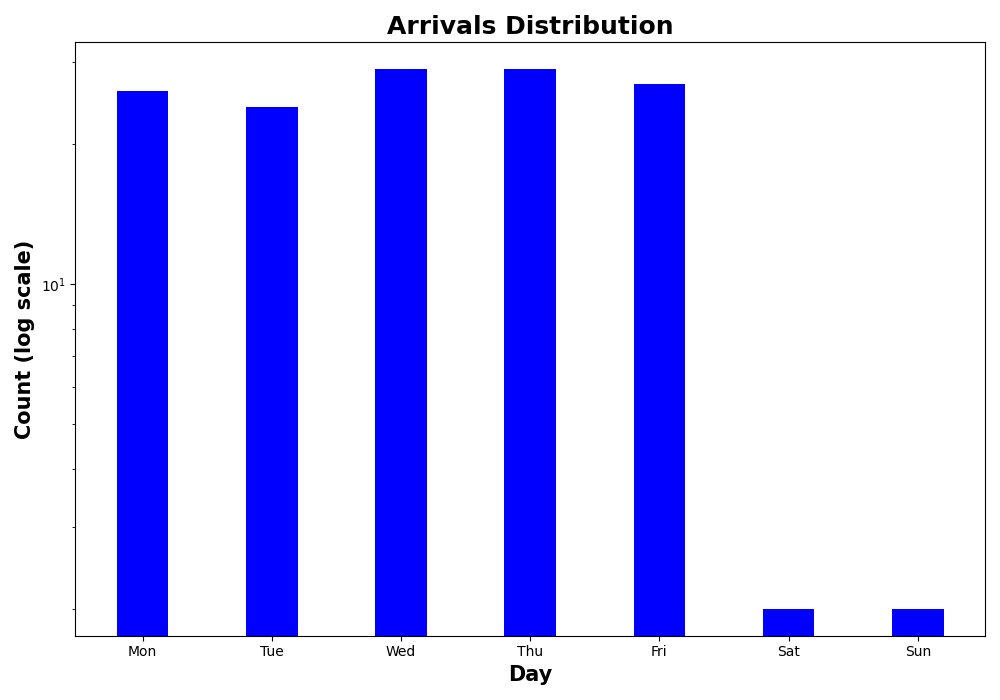 Arrivals Distribution
Count (log scale)
10¹
Mon Tue Wed Thu Fri Sat Sun
Day